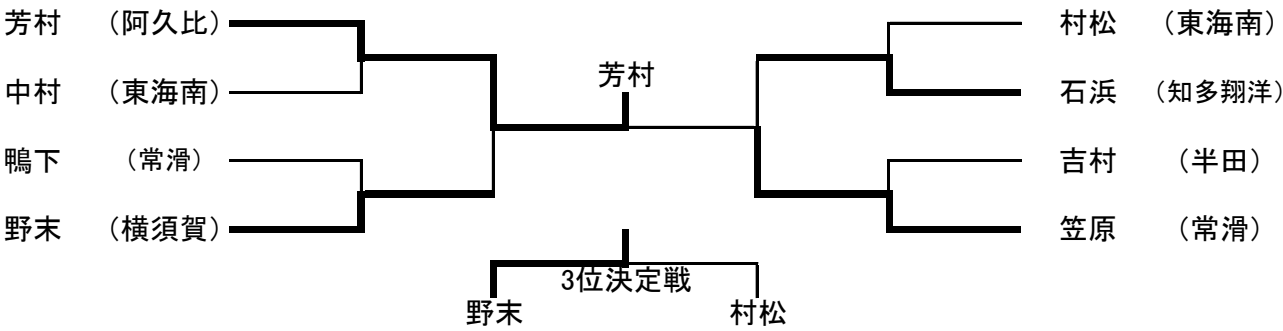 芳村 （阿久比）
中村 （東海南）
鴨下 （常滑）
野末 （横須賀）
芳村
村松 （東海南）
石浜 （知多翔洋）
吉村 （半田）
笠原 （常滑）
3位決定戦
野末
村松